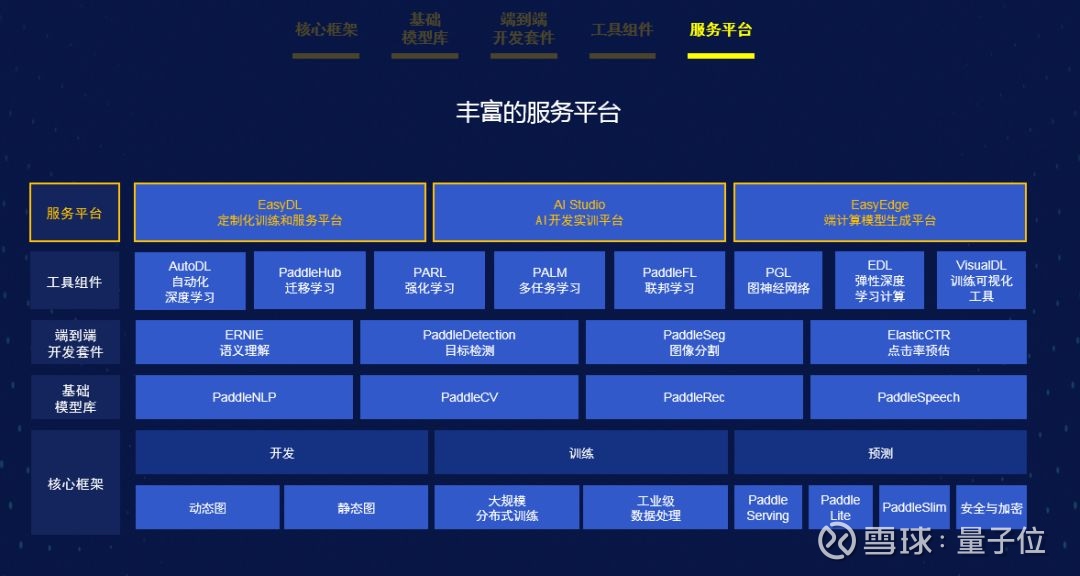 核心框架
基础
模型库
端到端
开发套件
工具组件
服务平台
丰富的服务平台
服务平台
EasyDL
定制化训练和服务平台
AI Studio
AI开发实训平台
EasyEdge
端计算模型生成平台
工具组件
AutoDL
自动化
深度学习
PaddleHub
迁移学习
PARL
强化学习
PALM
多任务学习
PaddleFL
联邦学习
PGL
图神经网络
EDL
弹性深度
学习计算
VisualDL
训练可视化
工具
端到端
开发套件
ERNIE
语义理解
PaddleDetection
目标检测
PaddleSeg
图像分割
ElasticCTR
点击率预估
基础
模型库
PaddleNLP
PaddleCV
PaddleRec
PaddleSpeech
核心框架
开发
训练
预测
动态图
静态图
大规模
分布式训练
工业级
数据处理
Paddle
Serving
Paddle
Lite
PaddleSlim
安全与加密
雪球：量子位